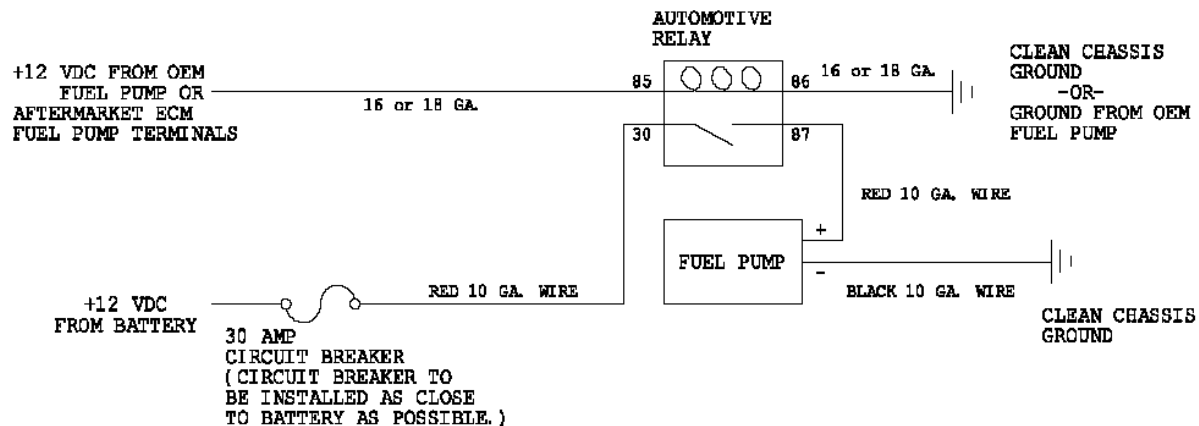 AUTOMOTIVE
RELAY
+12 VDC FROM OEM
FUEL PUMP OR
AFTERMARKET ECM
FUEL PUMP TERMINALS
16 or 18 GA.
85
86
16 or 18 GA.
CLEAN CHASSIS
GROUND
-OR-
GROUND FROM OEM
FUEL PUMP
30
87
RED 10 GA. WIRE
FUEL PUMP
+
-
BLACK 10 GA. WIRE
CLEAN CHASSIS
GROUND
+12 VDC
FROM BATTERY
RED 10 GA. WIRE
30 AMP
CIRCUIT BREAKER
(CIRCUIT BREAKER TO
BE INSTALLED AS CLOSE
TO BATTERY AS POSSIBLE.)